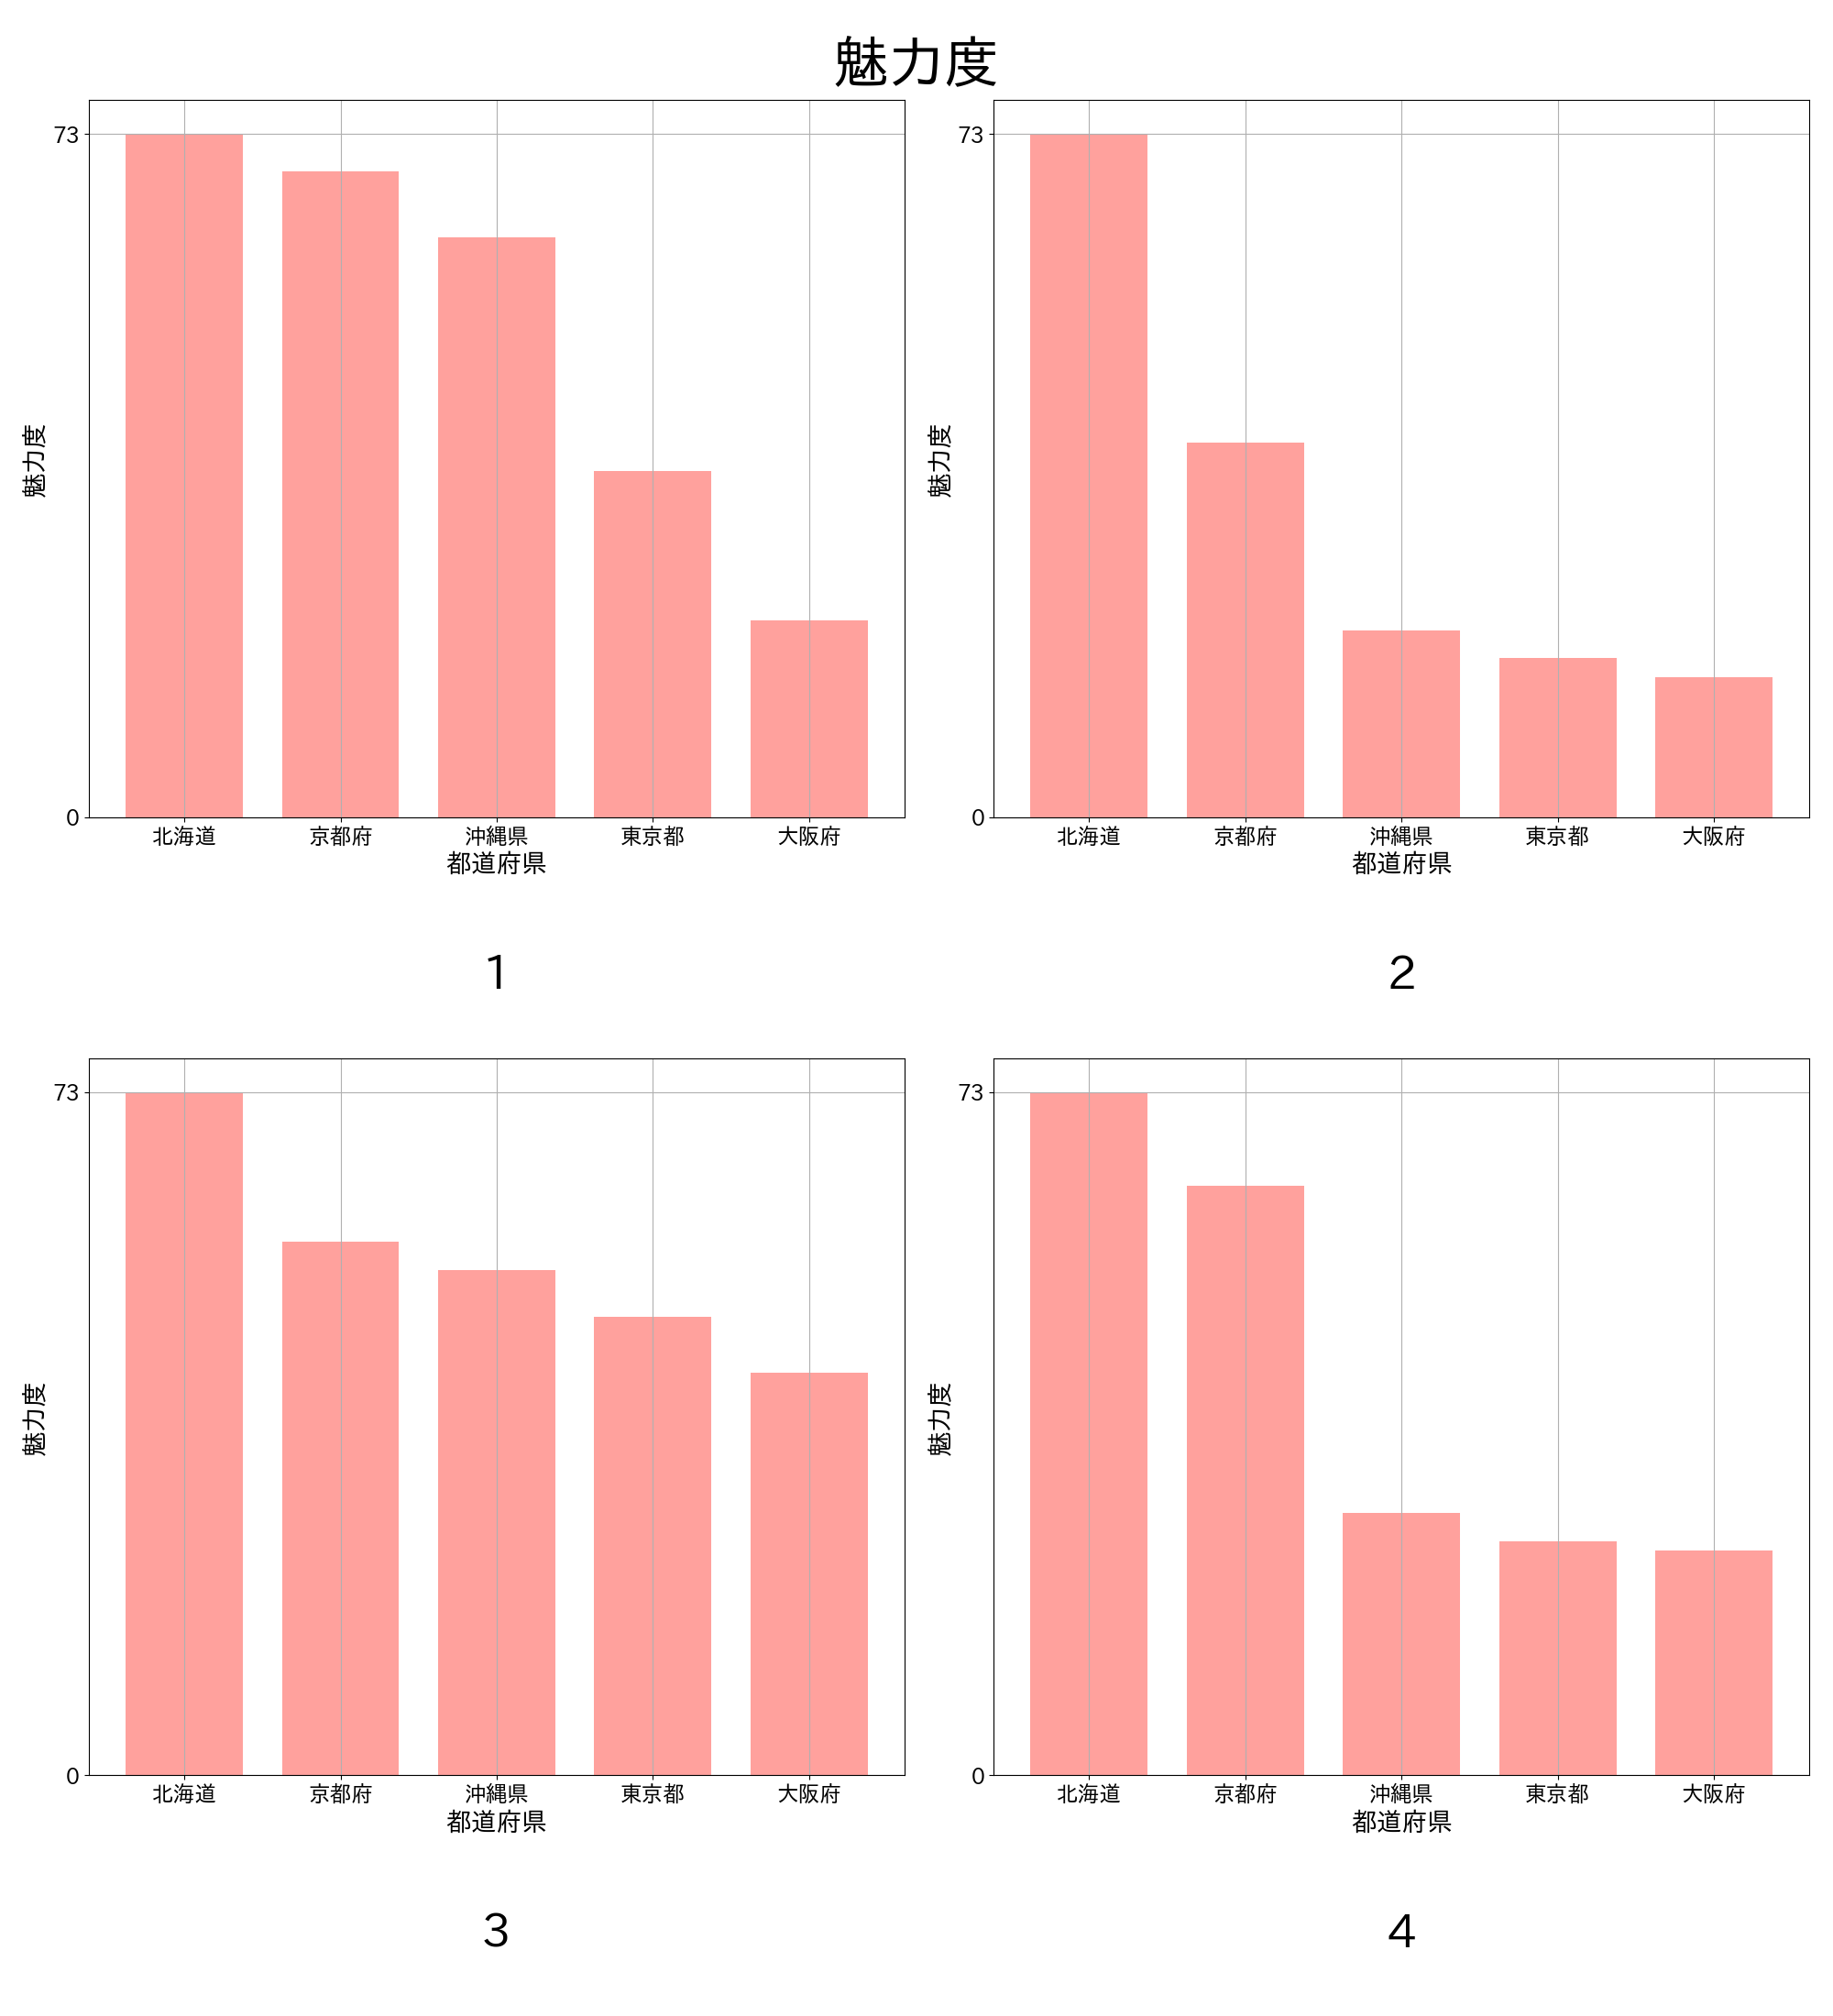 魅力度
73
0
魅力度
北海道 京都府 沖縄県 東京都 大阪府
都道府県
1
73
0
魅力度
北海道 京都府 沖縄県 東京都 大阪府
都道府県
2
73
0
魅力度
北海道 京都府 沖縄県 東京都 大阪府
都道府県
3
73
0
魅力度
北海道 京都府 沖縄県 東京都 大阪府
都道府県
4